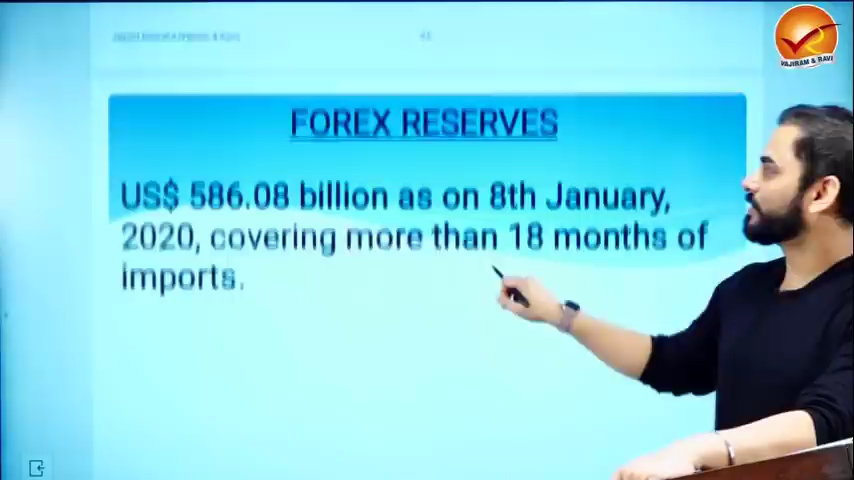 VAJIRAM & RAVI
FOREX RESERVES
US$ 586.08 billion as on 8th January,
2020, covering more than 18 months of
imports.